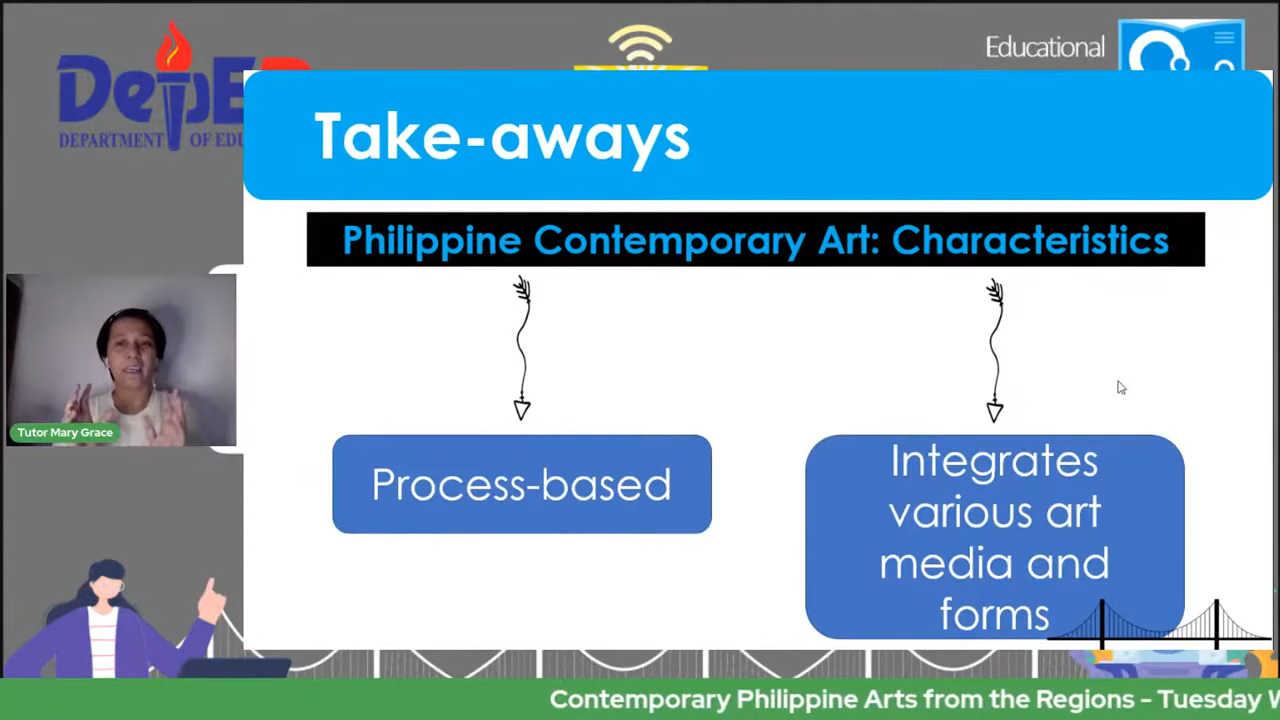 DepED
DEPARTMENT OF EDU
Educational
Take-aways
Philippine Contemporary Art: Characteristics
Process-based
Integrates
various art
media and
forms
Tutor Mary Grace
Contemporary Philippine Arts from the Regions - Tuesday W